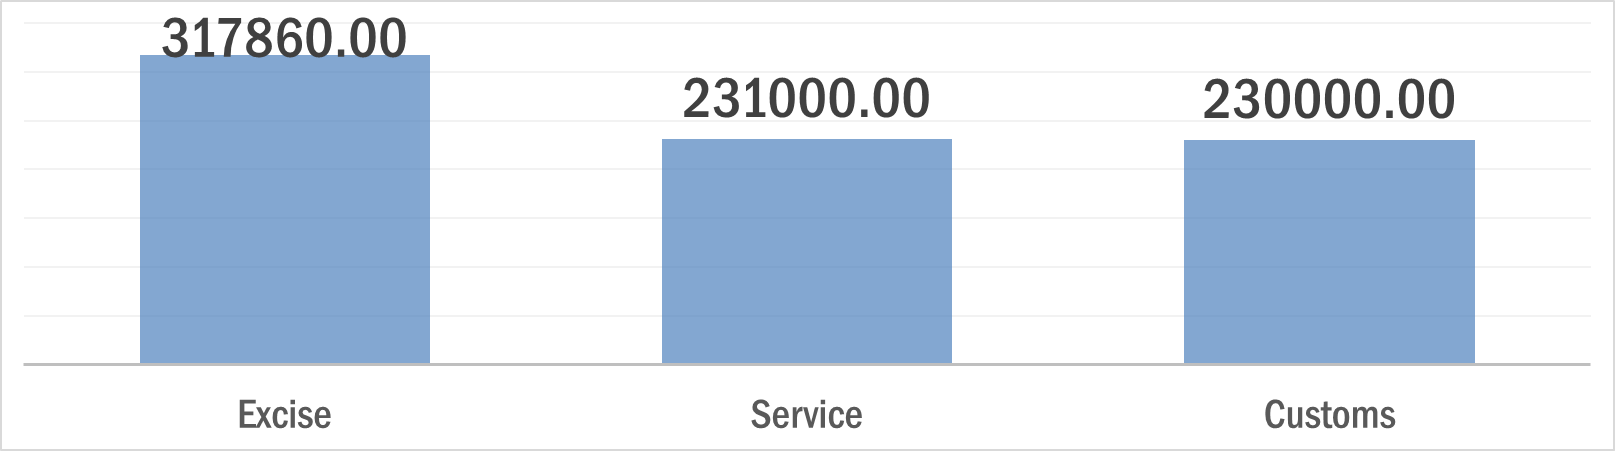 317860.00
231000.00
230000.00
Excise
Service
Customs